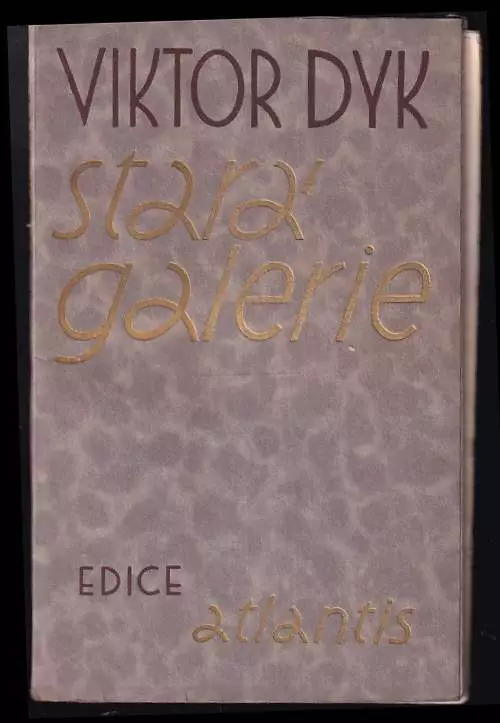 VIKTOR DYK
stará
galerie
EDICE
atlantis